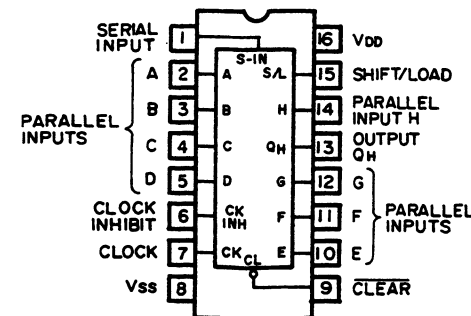 SERIAL
INPUT
1
16
VDD
S-IN
A
2
A
S/L
15
SHIFT/LOAD
B
3
B
H
14
PARALLEL
INPUT H
PARALLEL
INPUTS
C
4
C
QH
13
OUTPUT
QH
D
5
D
G
12
G
CLOCK
INHIBIT
6
CK
INH
F
11
F
PARALLEL
INPUTS
CLOCK
7
CK
CL
E
10
E
VSS
8
9
CLEAR